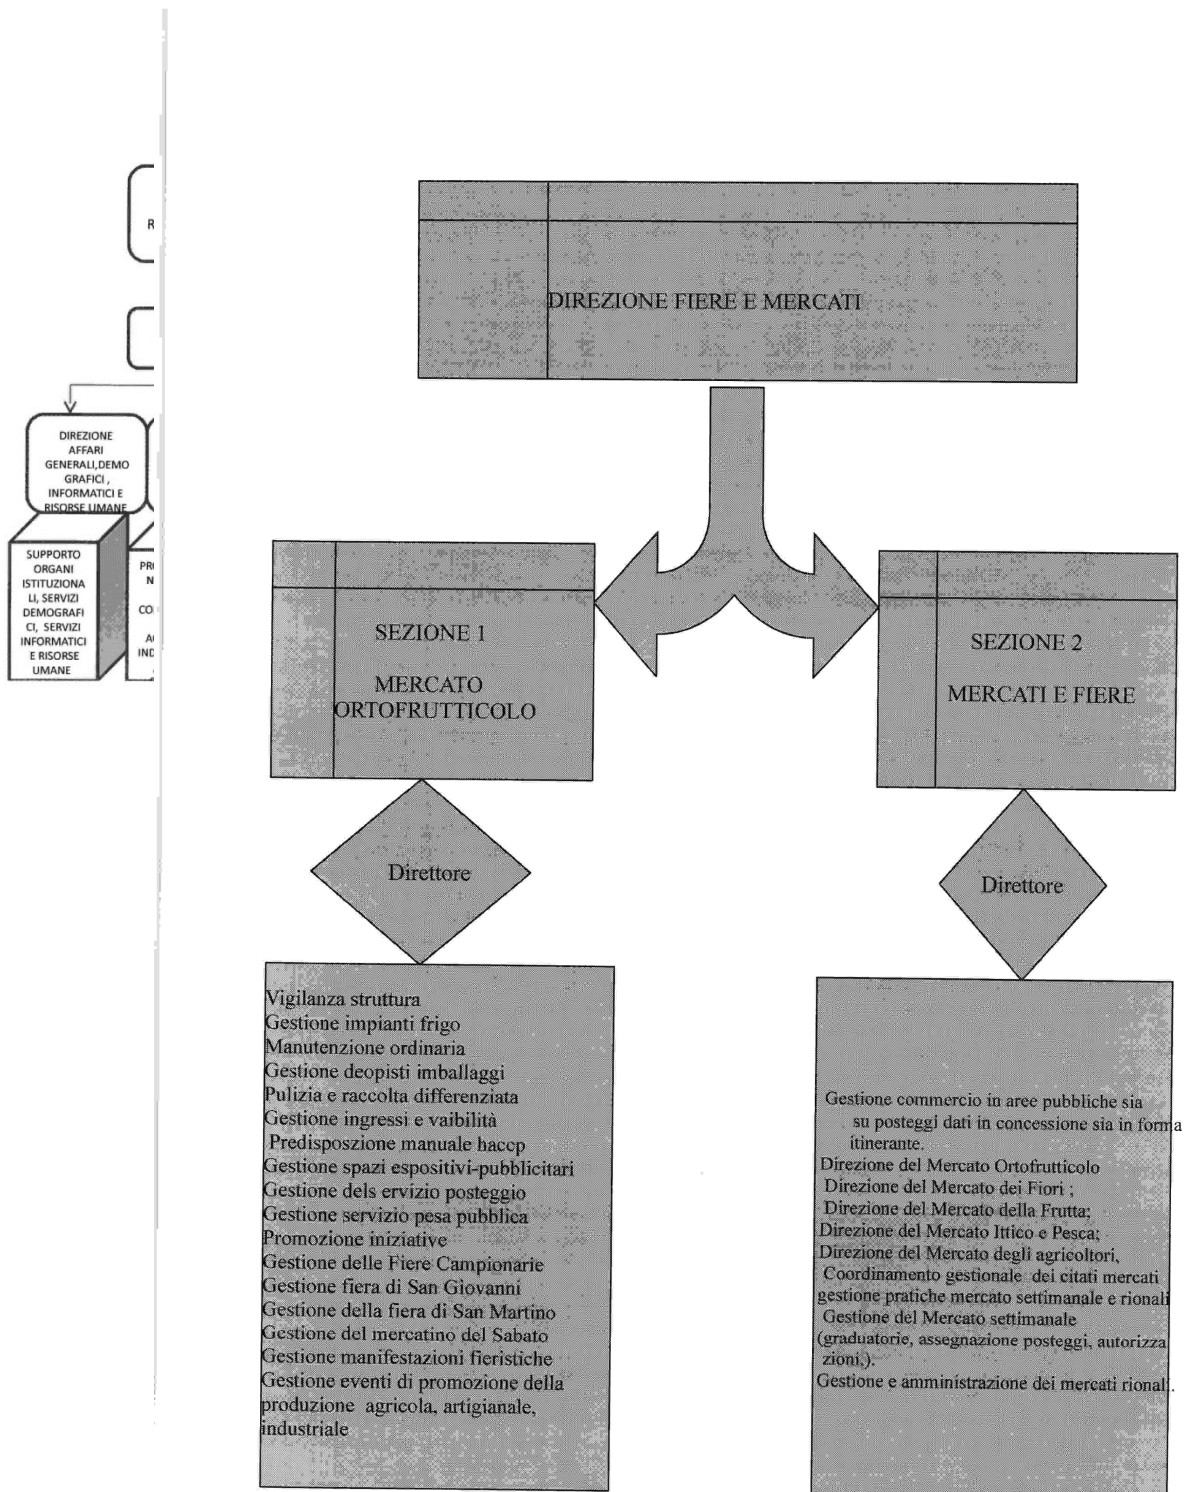 R
DIREZIONE
AFFARI
GENERALI,DEMO
GRAFICI ,
INFORMATICI E
RISORSE UMANE
SUPPORTO
ORGANI
ISTITUZIONA
LI, SERVIZI
DEMOGRAFI
CI, SERVIZI
INFORMATICI
E RISORSE
UMANE
PR
N
CO
A
IND
DIREZIONE FIERE E MERCATI
SEZIONE 1
MERCATO
ORTOFRUTTICOLO
Direttore
Vigilanza struttura
Gestione impianti frigo
Manutenzione ordinaria
Gestione deopisti imballaggi
Pulizia e raccolta differenziata
Gestione ingressi e vaibilità
Predisposzione manuale haccp
Gestione spazi espositivi-pubblicitari
Gestione dels ervizio posteggio
Gestione servizio pesa pubblica
Promozione iniziative
Gestione delle Fiere Campionarie
Gestione fiera di San Giovanni
Gestione della fiera di San Martino
Gestione del mercatino del Sabato
Gestione manifestazioni fieristiche
Gestione eventi di promozione della
produzione agricola, artigianale,
industriale
SEZIONE 2
MERCATI E FIERE
Direttore
Gestione commercio in aree pubbliche sia
su posteggi dati in concessione sia in forma
itinerante.
Direzione del Mercato Ortofrutticolo
Direzione del Mercato dei Fiori ;
Direzione del Mercato della Frutta;
Direzione del Mercato Ittico e Pesca;
Direzione del Mercato degli agricoltori,
Coordinamento gestionale dei citati mercati
gestione pratiche mercato settimanale e rionali
Gestione del Mercato settimanale
(graduatorie, assegnazione posteggi, autorizza
zioni,).
Gestione e amministrazione dei mercati rionali.